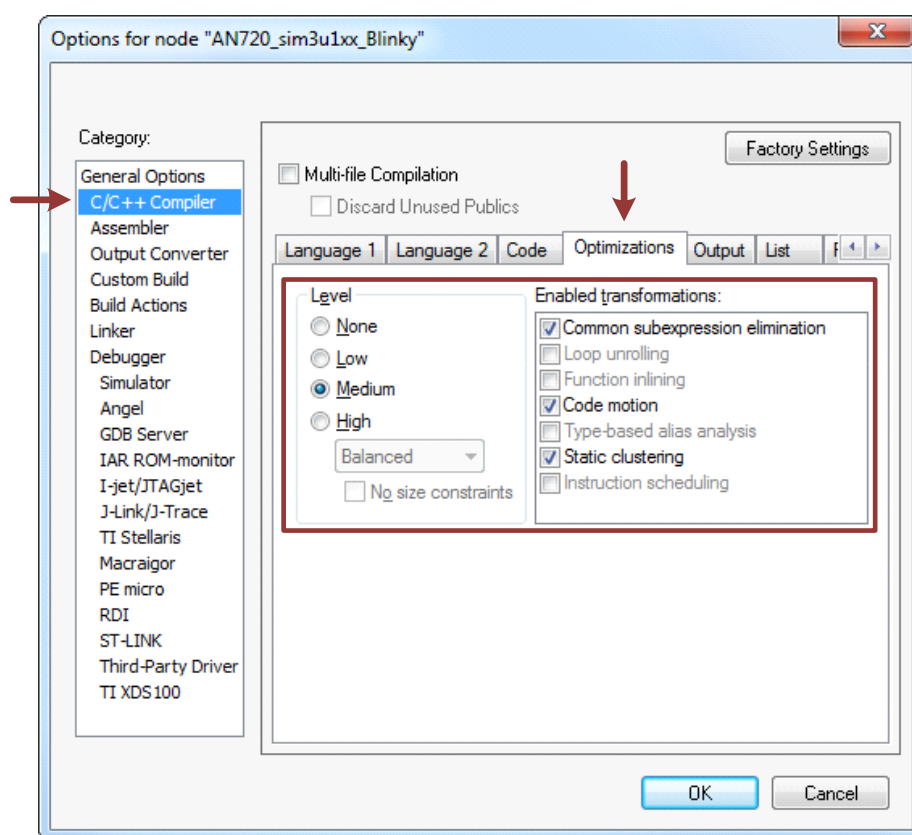 Options for node "AN720_sim3u1xx_Blinky"
Category:
General Options
C/C++ Compiler
Assembler
Output Converter
Custom Build
Build Actions
Linker
Debugger
Simulator
Angel
GDB Server
IAR ROM-monitor
I-jet/JTAGjet
J-Link/J-Trace
TI Stellaris
Macraigor
PE micro
RDI
ST-LINK
Third-Party Driver
TI XDS100
Factory Settings
Multi-file Compilation
Discard Unused Publics
Language 1 Language 2 Code Optimizations Output List
Level
None
Low
Medium
High
Balanced
No size constraints
Enabled transformations:
Common subexpression elimination
Loop unrolling
Function inlining
Code motion
Type-based alias analysis
Static clustering
Instruction scheduling
OK Cancel